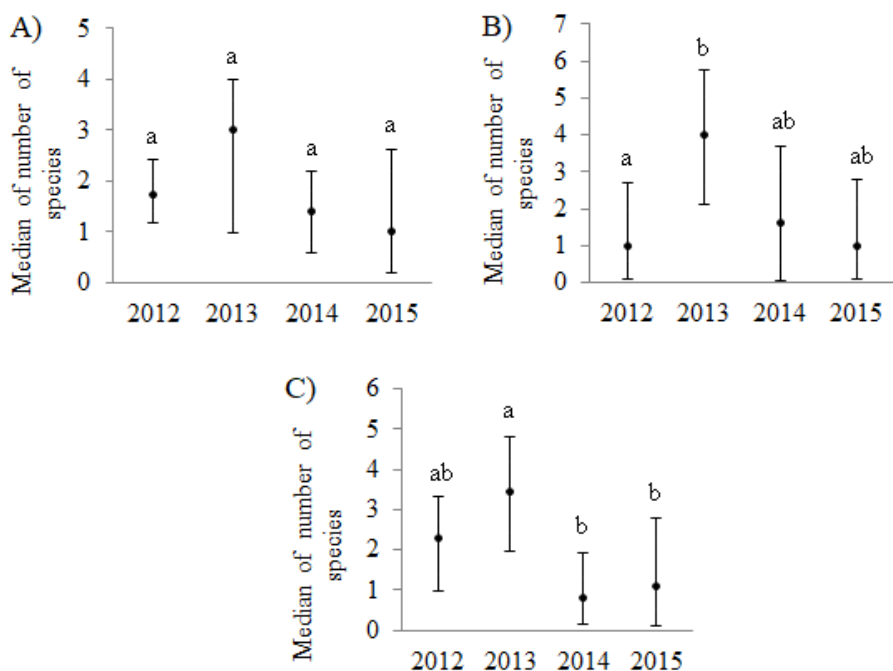 A)
Median of number of
species
5
4
3
2
1
0
a
a
a
a
2012 2013 2014 2015
B)
Median of number of
species
7
6
5
4
3
2
1
0
a
b
ab
ab
2012 2013 2014 2015
C)
Median of number of
species
6
5
4
3
2
1
0
ab
a
b
b
2012 2013 2014 2015